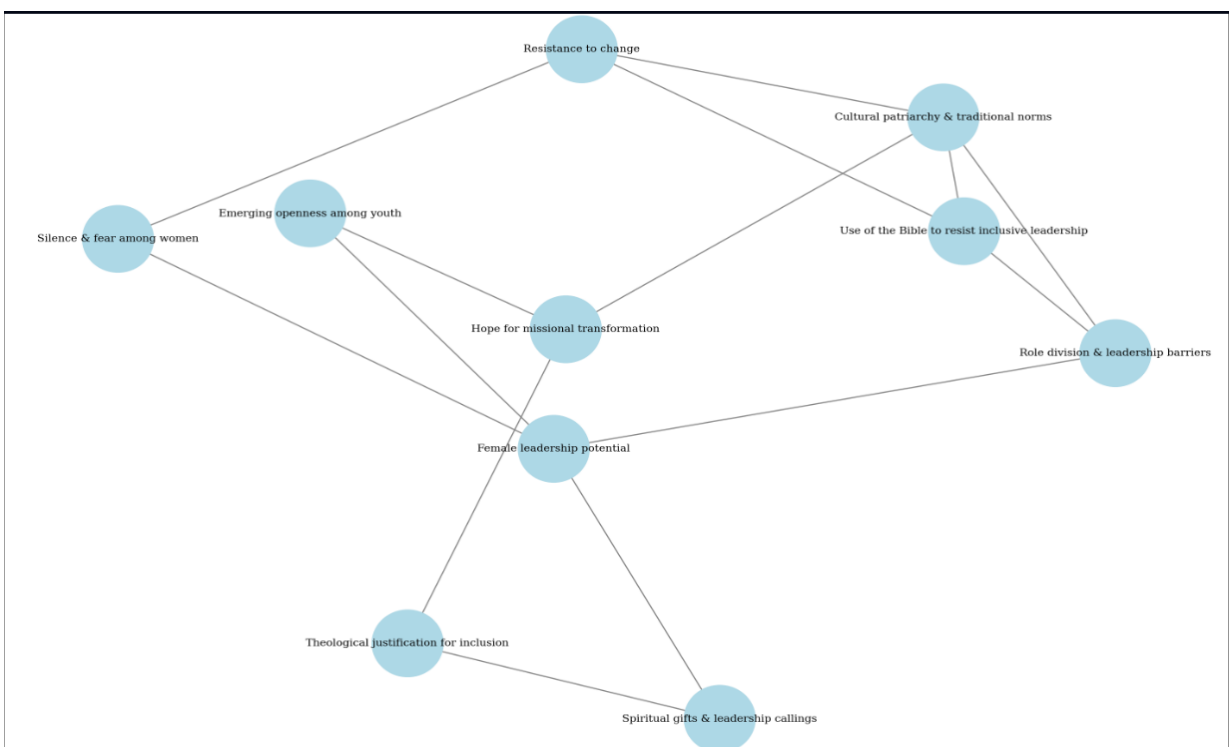 Resistance to change
Cultural patriarchy & traditional norms
Emerging openness among youth
Use of the Bible to resist inclusive leadership
Silence & fear among women
Hope for missional transformation
Role division & leadership barriers
Female leadership potential
Theological justification for inclusion
Spiritual gifts & leadership callings